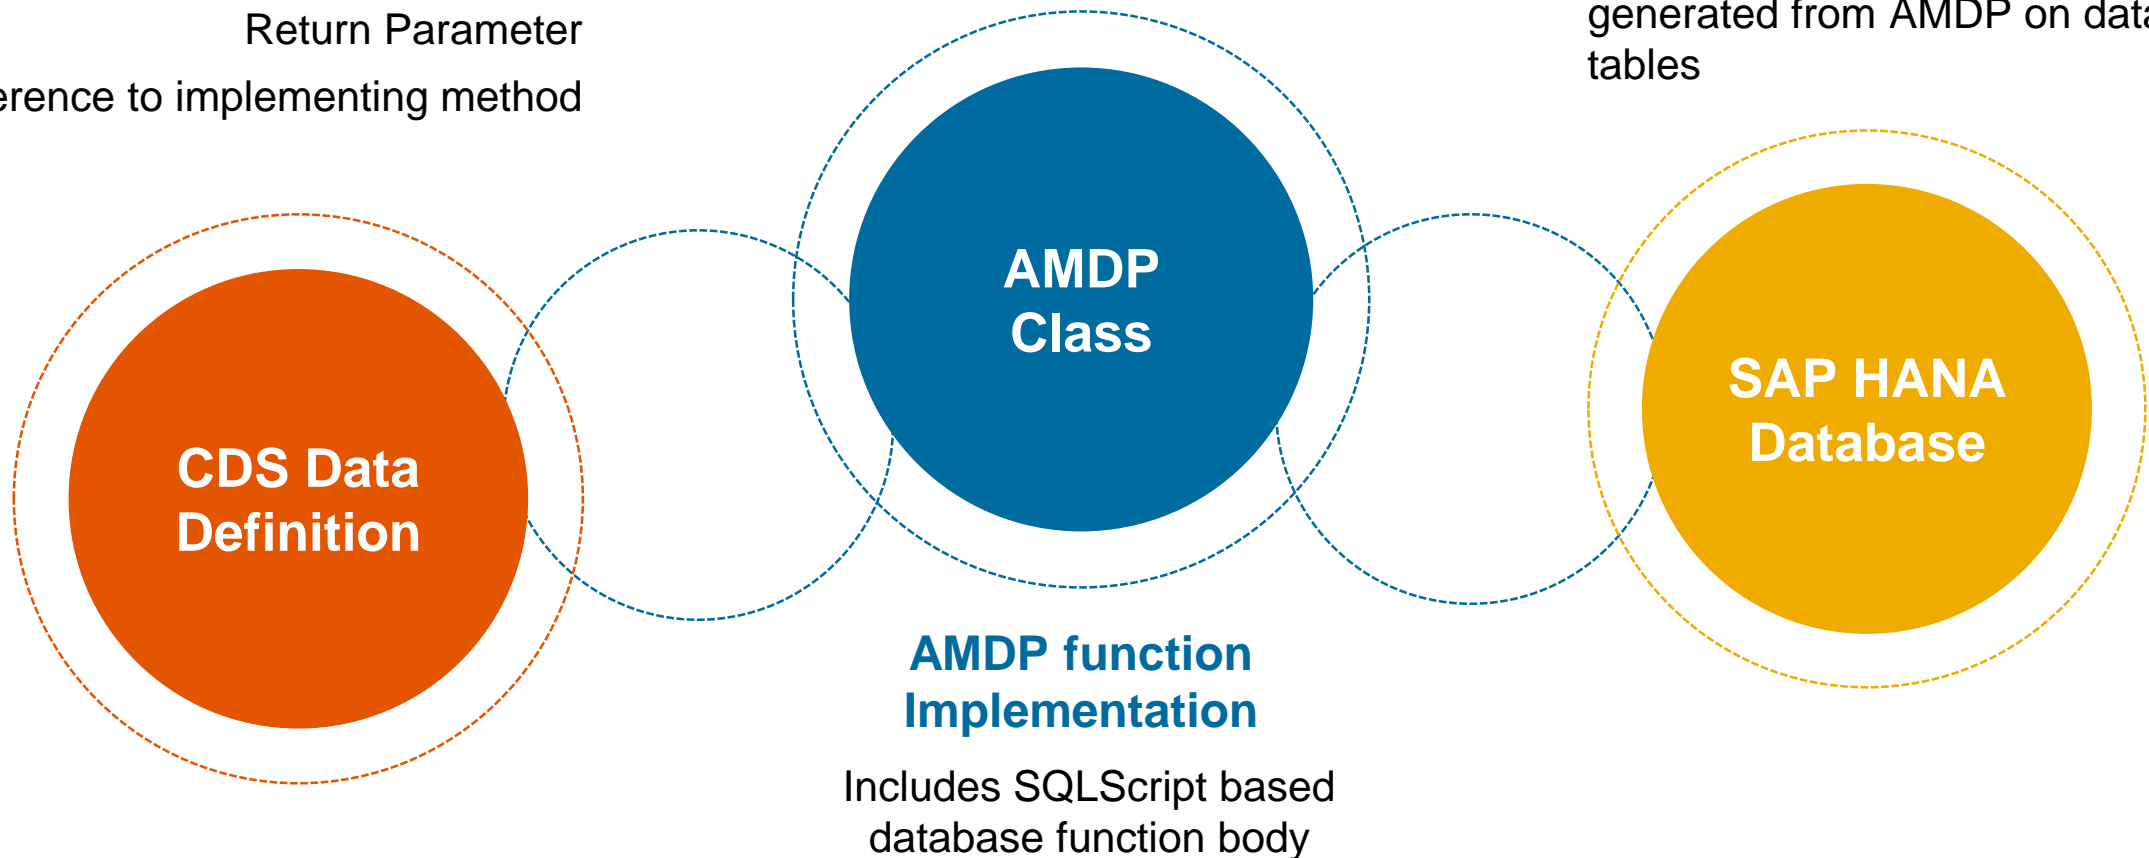 Return Parameter
erence to implementing method
generated from AMDP on data
tables
AMDP
Class
SAP HANA
Database
CDS Data
Definition
AMDP function
Implementation
Includes SQLScript based
database function body